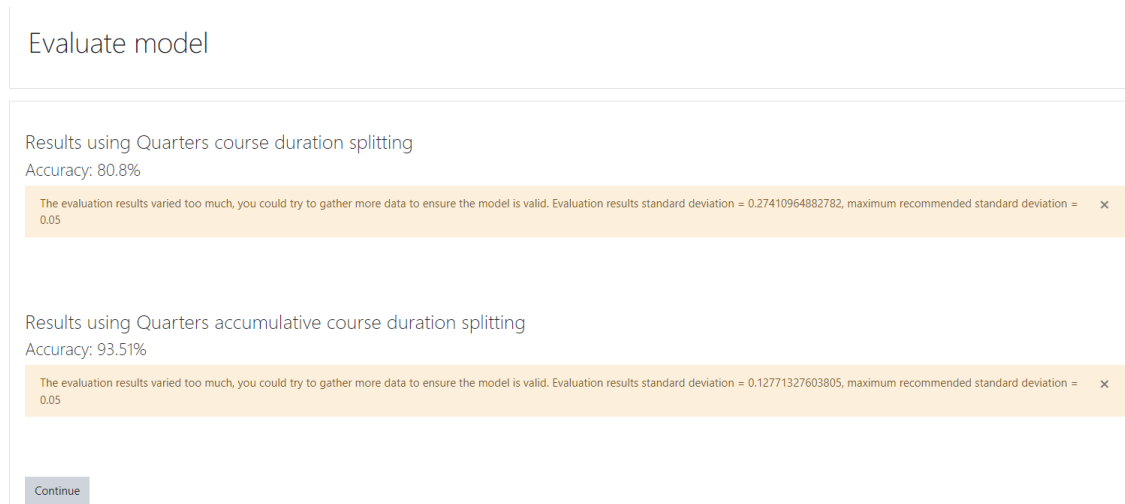 Evaluate model
Results using Quarters course duration splitting
Accuracy: 80.8%
The evaluation results varied too much, you could try to gather more data to ensure the model is valid. Evaluation results standard deviation = 0.27410964882782, maximum recommended standard deviation =
0.05
Results using Quarters accumulative course duration splitting
Accuracy: 93.51%
The evaluation results varied too much, you could try to gather more data to ensure the model is valid. Evaluation results standard deviation = 0.12771327603805, maximum recommended standard deviation =
0.05
Continue